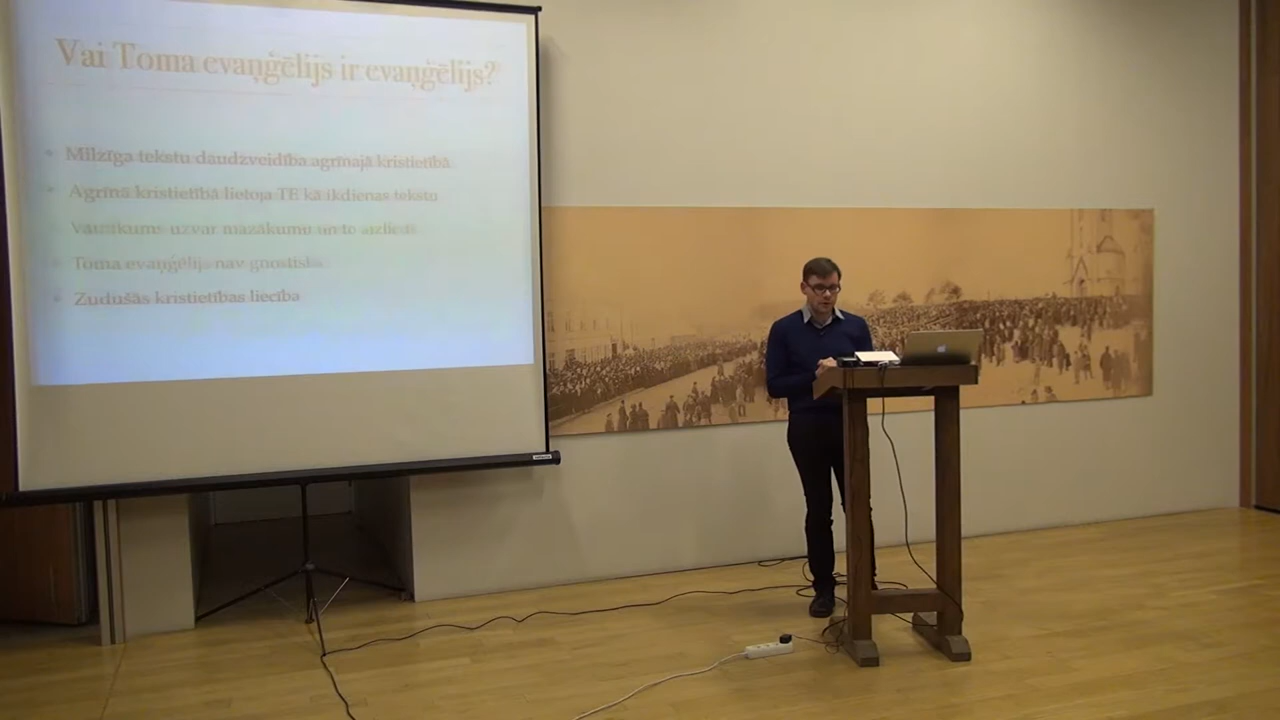 Vai Toma evaņģēlijs ir evaņģēlijs?
• Milzīga tekstu daudzveidība agrīnajā kristietībā
• Agrīnā kristietībā lietoja TE kā ikdienas tekstu
Vairākums uzvar mazākumu un to aizliedz
• Toma evaņģēlijs nav gnostisks
• Zudušās kristietības liecība